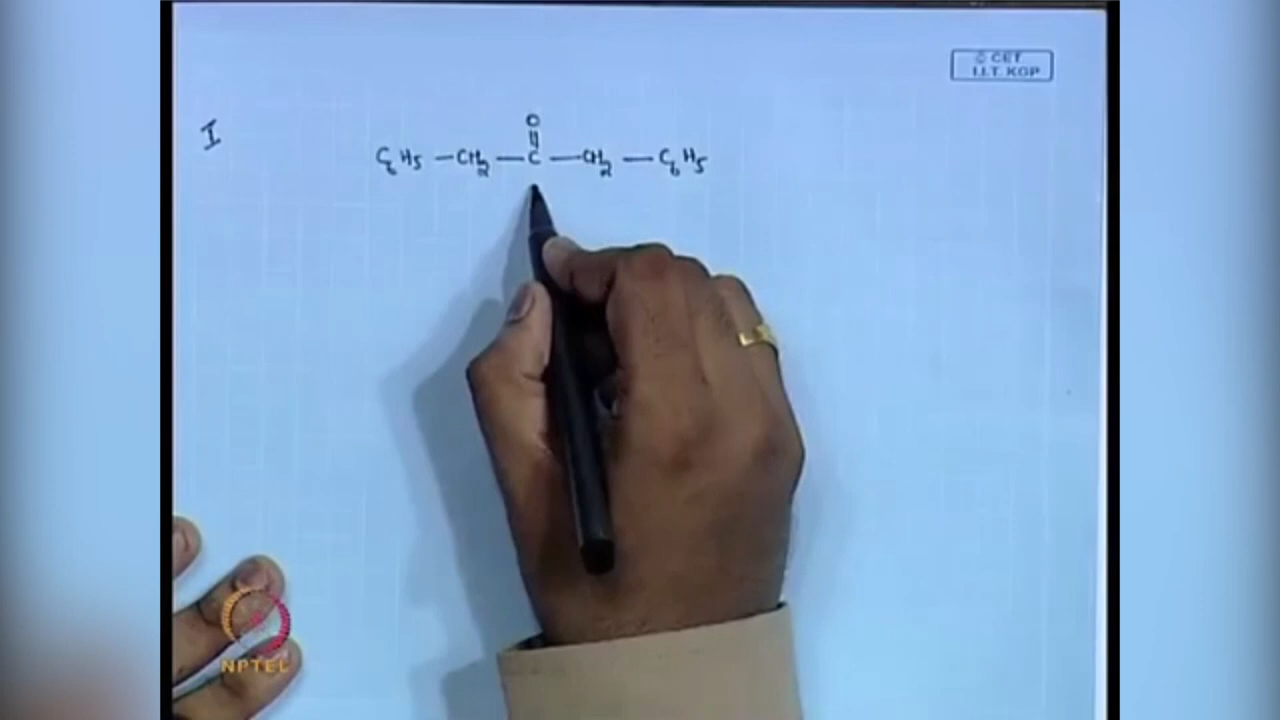 © CET
I.I.T. KGP
I
O
||
C6H5 — CH2 — C — CH2 — C6H5
NPTEL